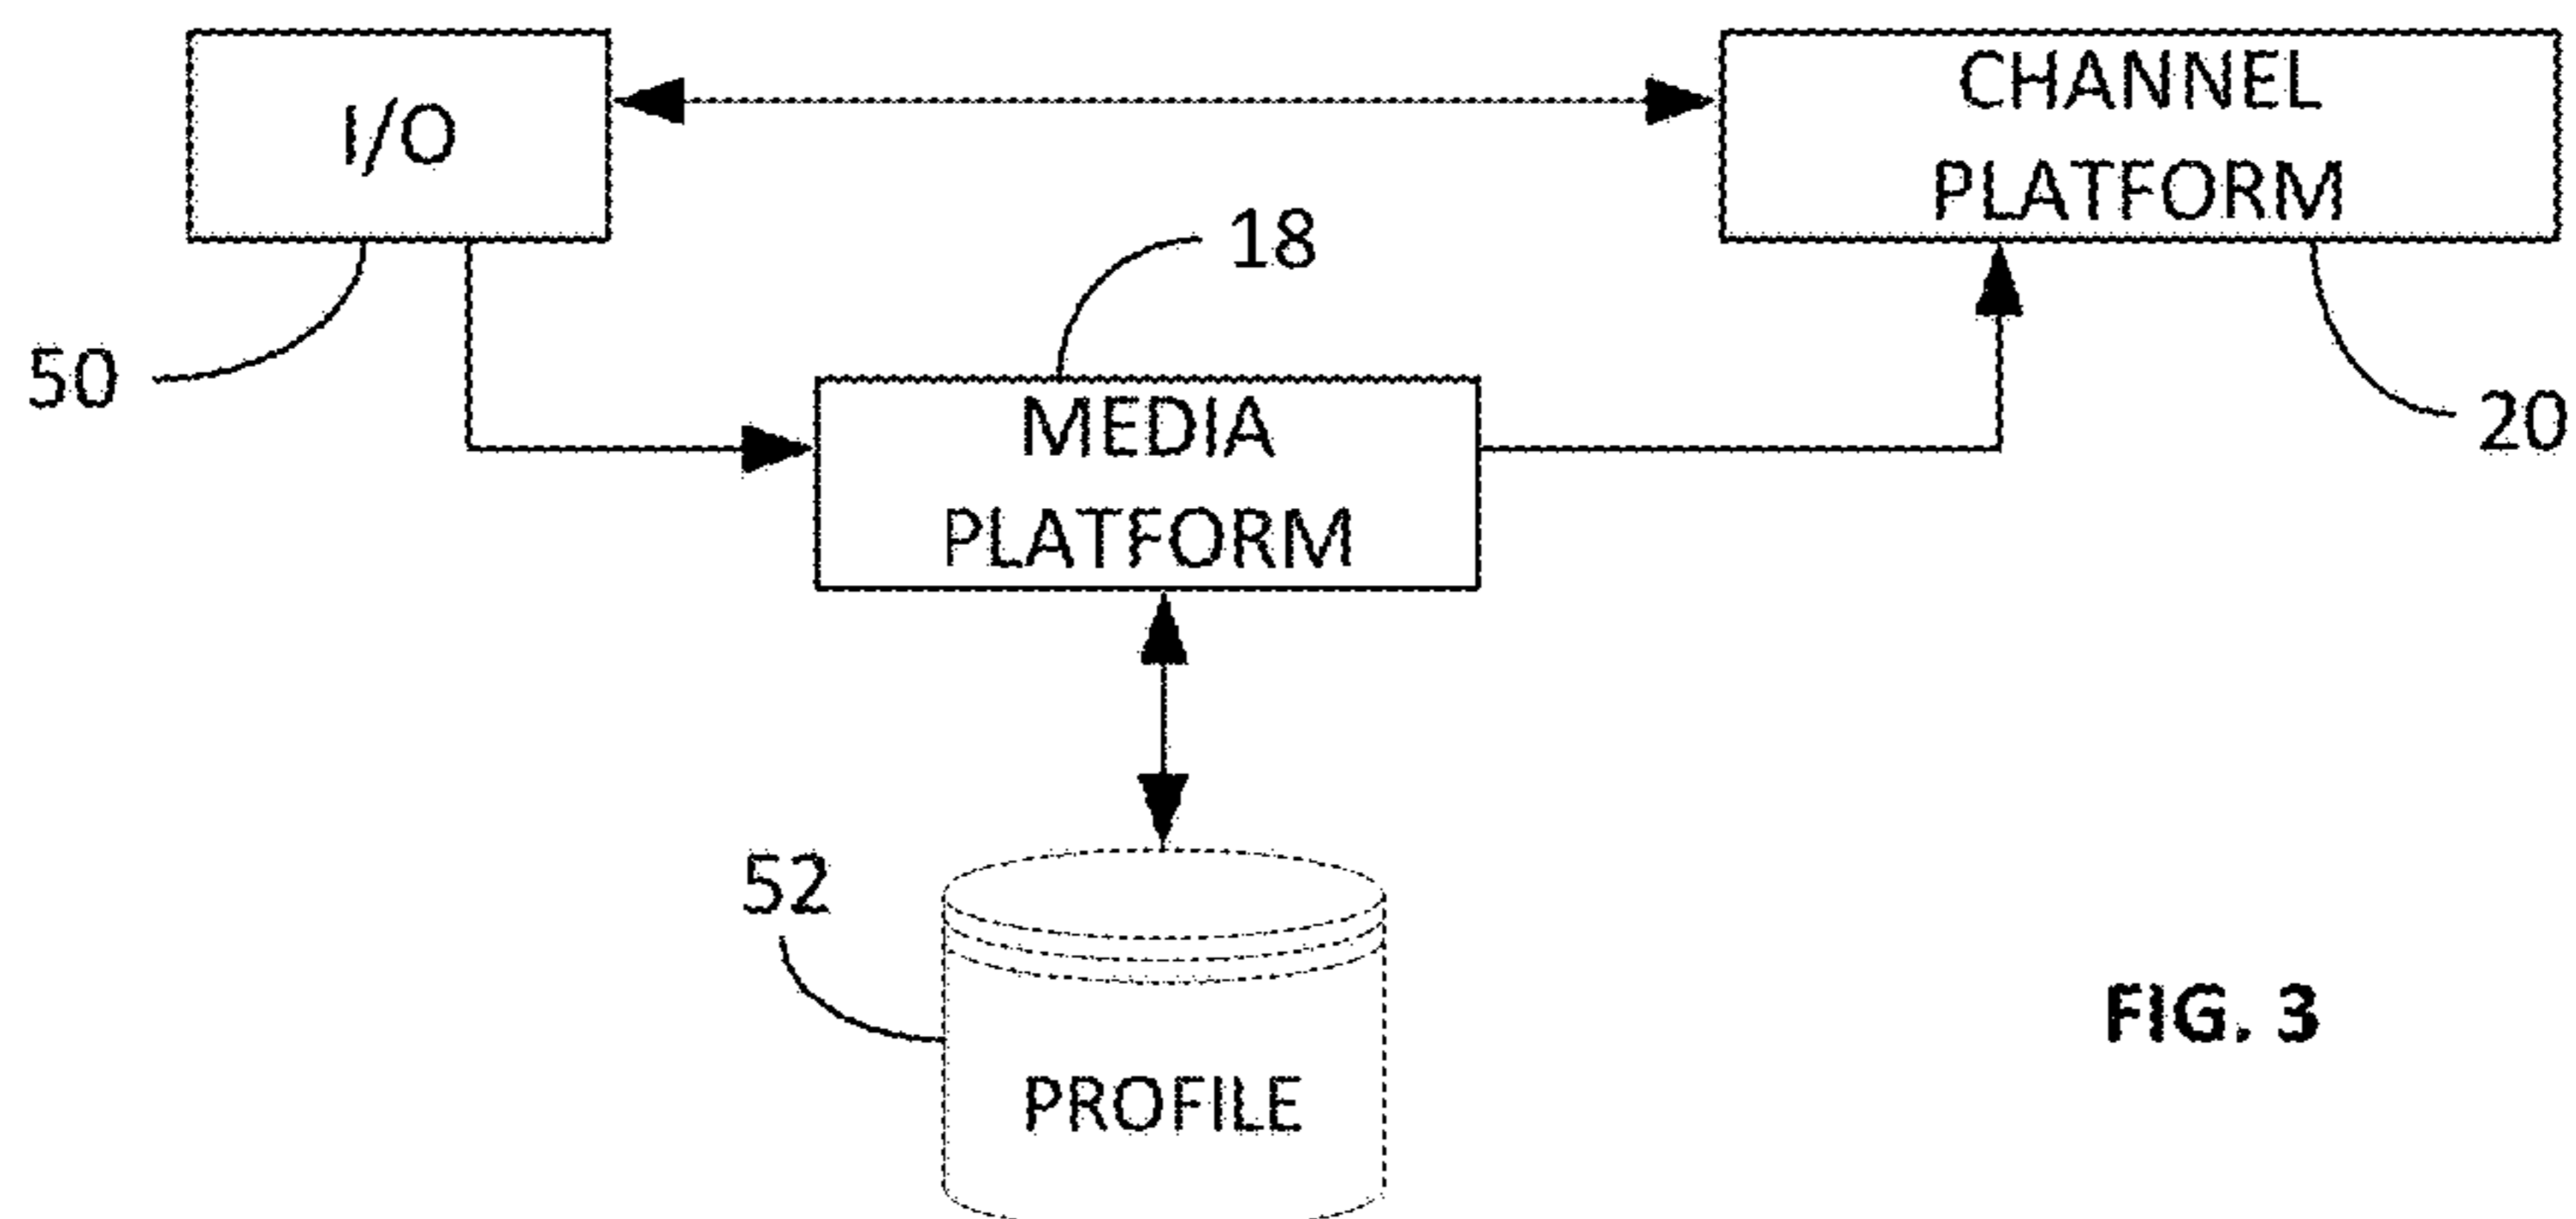 I/O
CHANNEL
PLATFORM
18
50
MEDIA
PLATFORM
20
52
PROFILE
FIG. 3